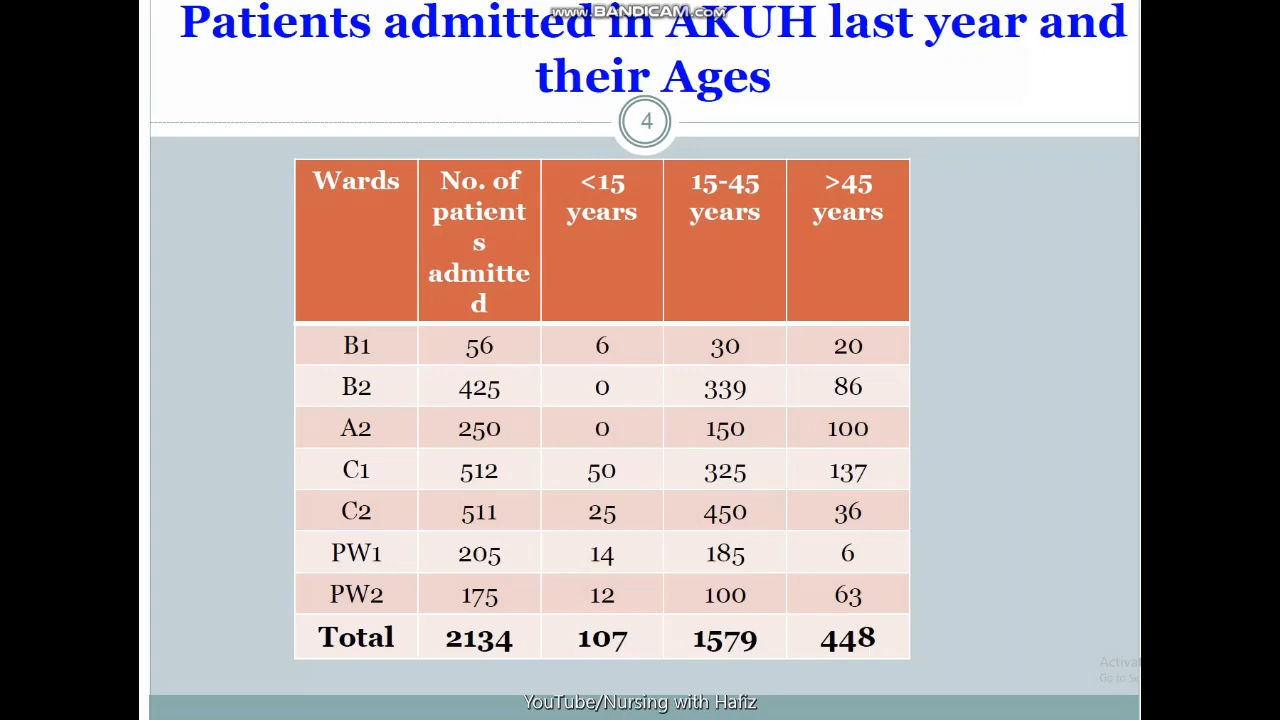 www.BANDICAM.com
Patients admitted in AKUH last year and
their Ages
4
Wards No. of patient s admitte d <15 years 15-45 years >45 years
B1 56 6 30 20
B2 425 0 339 86
A2 250 0 150 100
C1 512 50 325 137
C2 511 25 450 36
PW1 205 14 185 6
PW2 175 12 100 63
Total 2134 107 1579 448
Go to
YouTube/Nursing with Hafiz